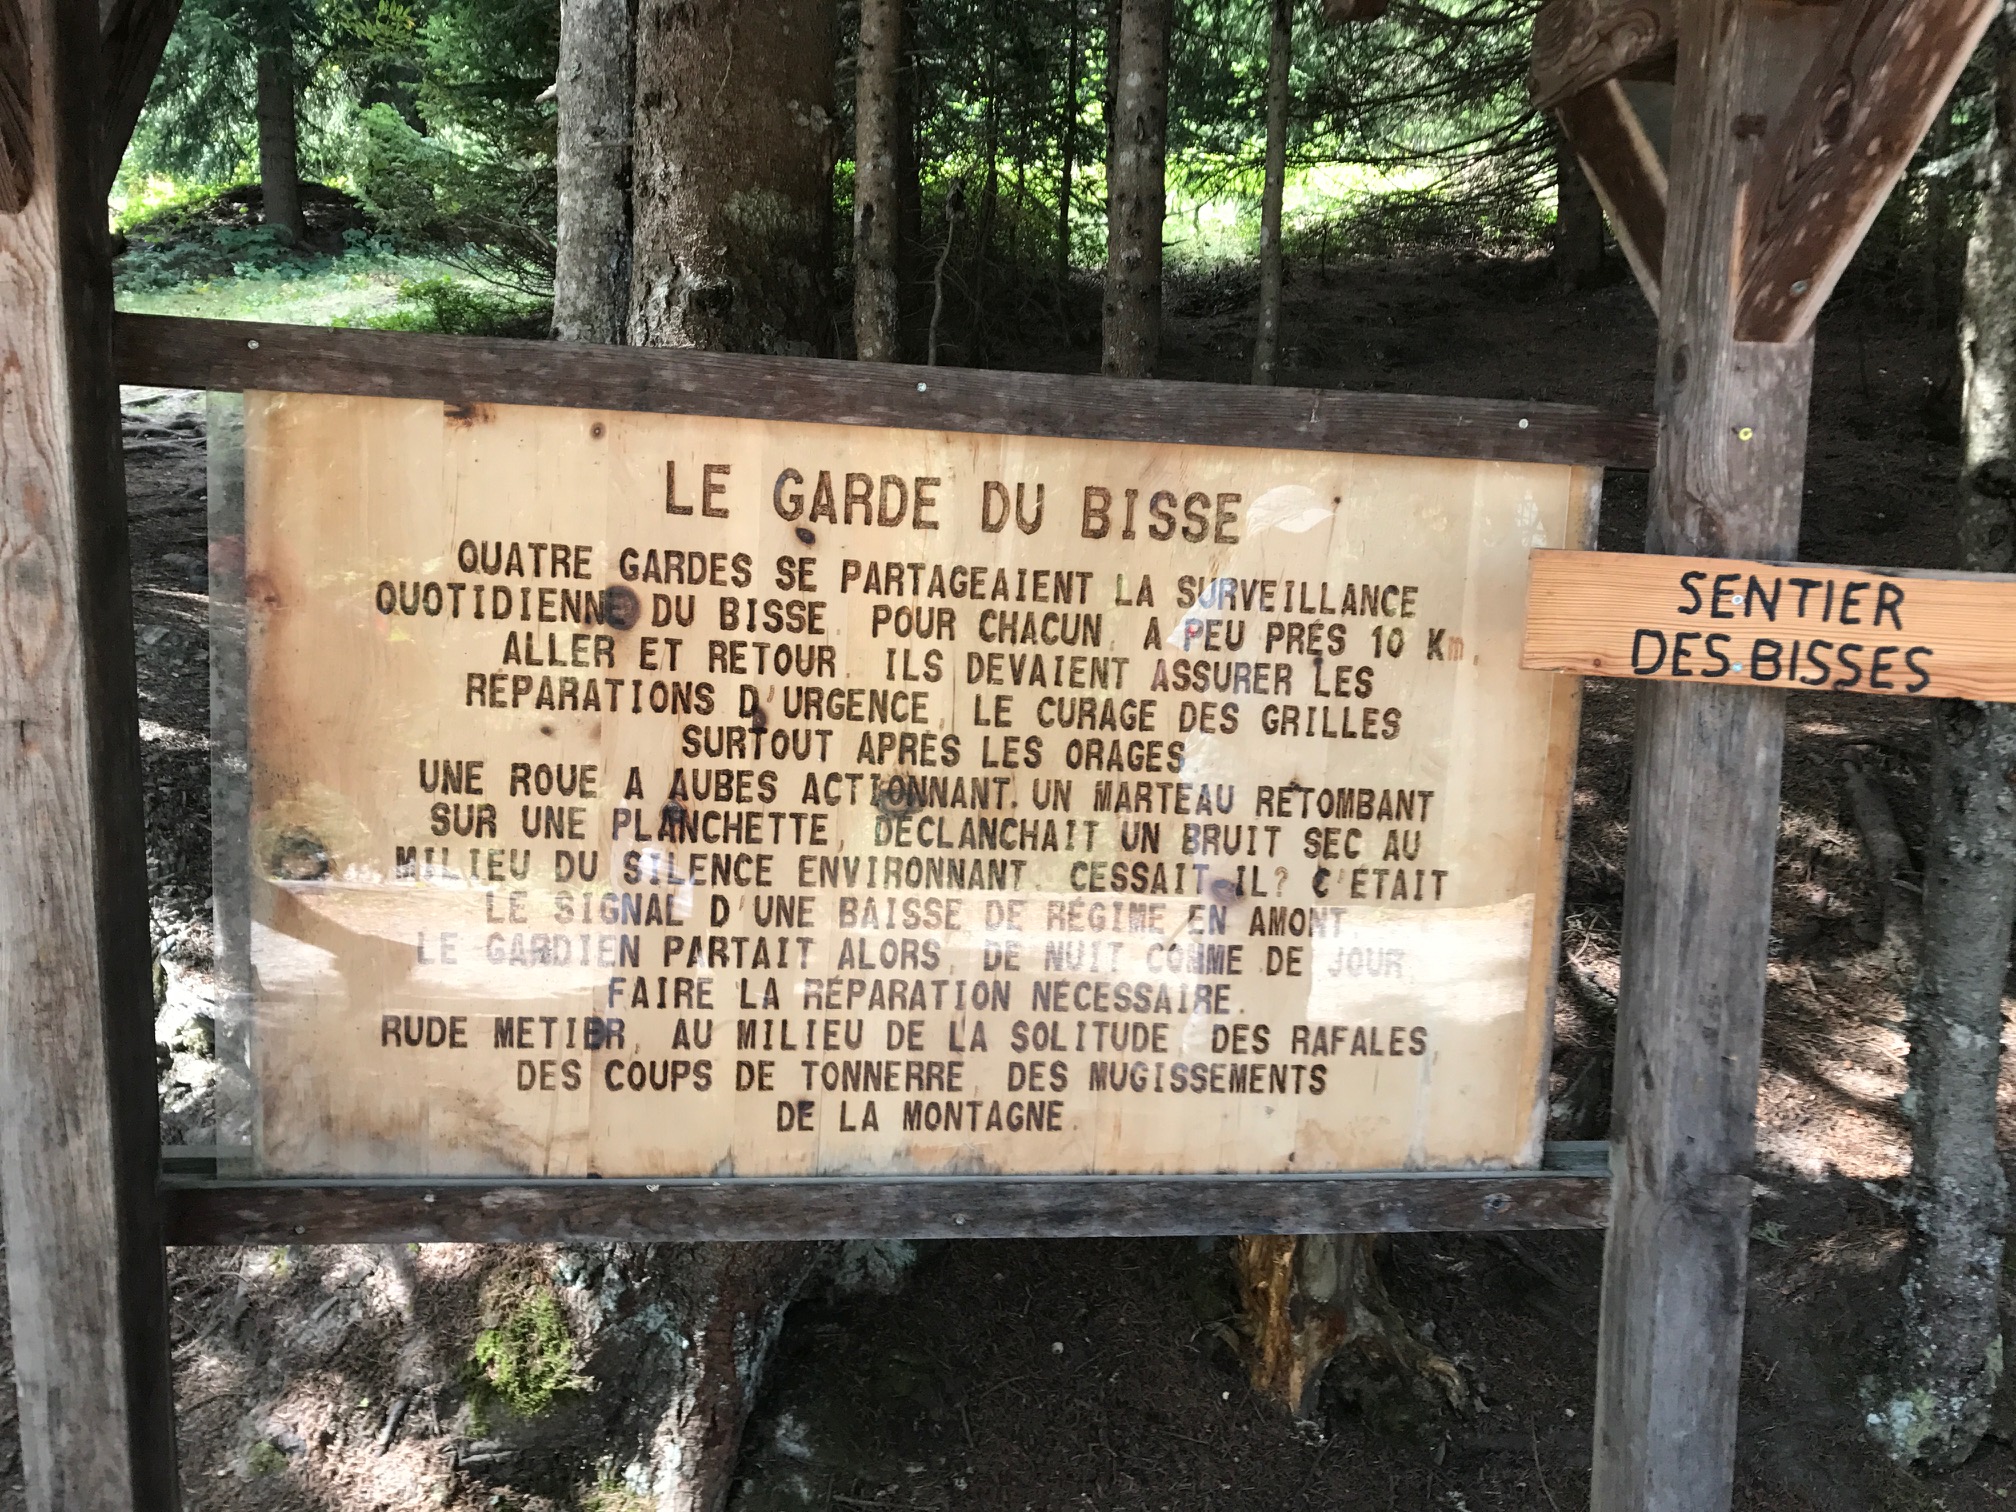 LE GARDE DU BISSE
QUATRE GARDES SE PARTAGEAIENT LA SURVEILLANCE
QUOTIDIENNE DU BISSE. POUR CHACUN, A PEU PRÉS 10 Km,
ALLER ET RETOUR. ILS DEVAIENT ASSURER LES
RÉPARATIONS D'URGENCE, LE CURAGE DES GRILLES
SURTOUT APRÉS LES ORAGES
UNE ROUE A AUBES ACTIONNANT UN MARTEAU RETOMBANT
SUR UNE PLANCHETTE, DÉCLANCHAIT UN BRUIT SEC AU
MILIEU DU SILENCE ENVIRONNANT. CESSAIT IL? C'ÉTAIT
LE SIGNAL D'UNE BAISSE DE RÉGIME EN AMONT.
LE GARDIEN PARTAIT ALORS, DE NUIT COMME DE JOUR
FAIRE LA RÉPARATION NÉCESSAIRE.
RUDE METIER, AU MILIEU DE LA SOLITUDE, DES RAFALES,
DES COUPS DE TONNERRE, DES MUGISSEMENTS
DE LA MONTAGNE.
SENTIER
DES BISSES